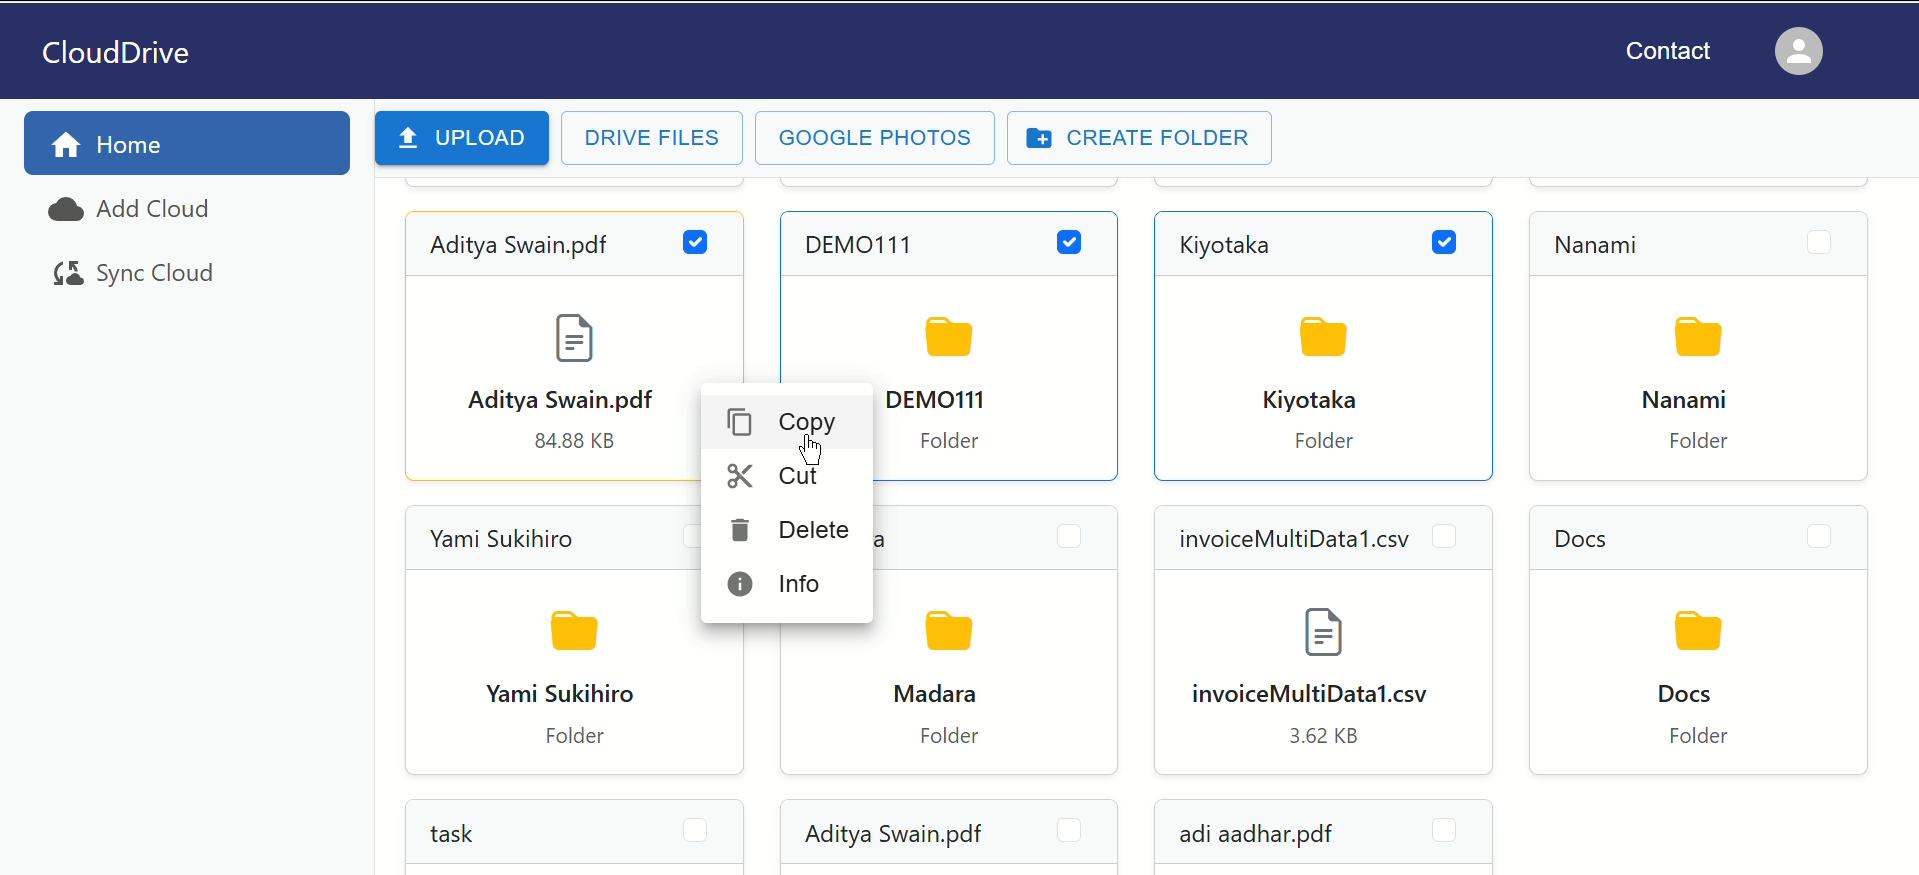 CloudDrive
Contact
Home
Add Cloud
Sync Cloud
UPLOAD
DRIVE FILES
GOOGLE PHOTOS
CREATE FOLDER
Aditya Swain.pdf
DEMO111
Kiyotaka
Nanami
Aditya Swain.pdf
84.88 KB
DEMO111
Folder
Kiyotaka
Folder
Nanami
Folder
Copy
Cut
Delete
Info
Yami Sukihiro
a
invoiceMultiData1.csv
Docs
Yami Sukihiro
Folder
Madara
Folder
invoiceMultiData1.csv
3.62 KB
Docs
Folder
task
Aditya Swain.pdf
adi aadhar.pdf